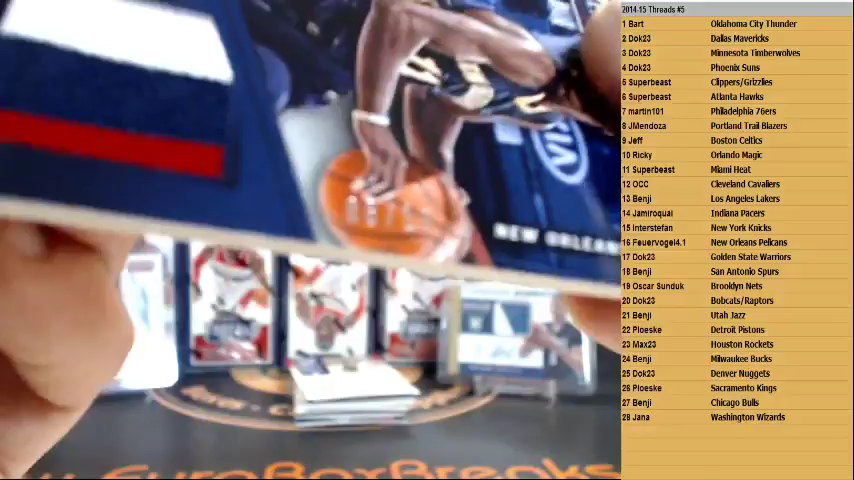 2014-15 Threads #5
1 Bart Oklahoma City Thunder
2 Dok23 Dallas Mavericks
3 Dok23 Minnesota Timberwolves
4 Dok23 Phoenix Suns
5 Superbeast Clippers/Grizzlies
6 Superbeast Atlanta Hawks
7 martin101 Philadelphia 76ers
8 JMendoza Portland Trail Blazers
9 Jeff Boston Celtics
10 Ricky Orlando Magic
11 Superbeast Miami Heat
12 OCC Cleveland Cavaliers
13 Benji Los Angeles Lakers
14 Jamiroquai Indiana Pacers
15 Interstefan New York Knicks
16 Feuervogel4.1 New Orleans Pelicans
17 Dok23 Golden State Warriors
18 Benji San Antonio Spurs
19 Oscar Sunduk Brooklyn Nets
20 Dok23 Bobcats/Raptors
21 Benji Utah Jazz
22 Ploeske Detroit Pistons
23 Max23 Houston Rockets
24 Benji Milwaukee Bucks
25 Dok23 Denver Nuggets
26 Ploeske Sacramento Kings
27 Benji Chicago Bulls
28 Jana Washington Wizards
KIA
NEW ORLEAN
EuroBoxBreaks